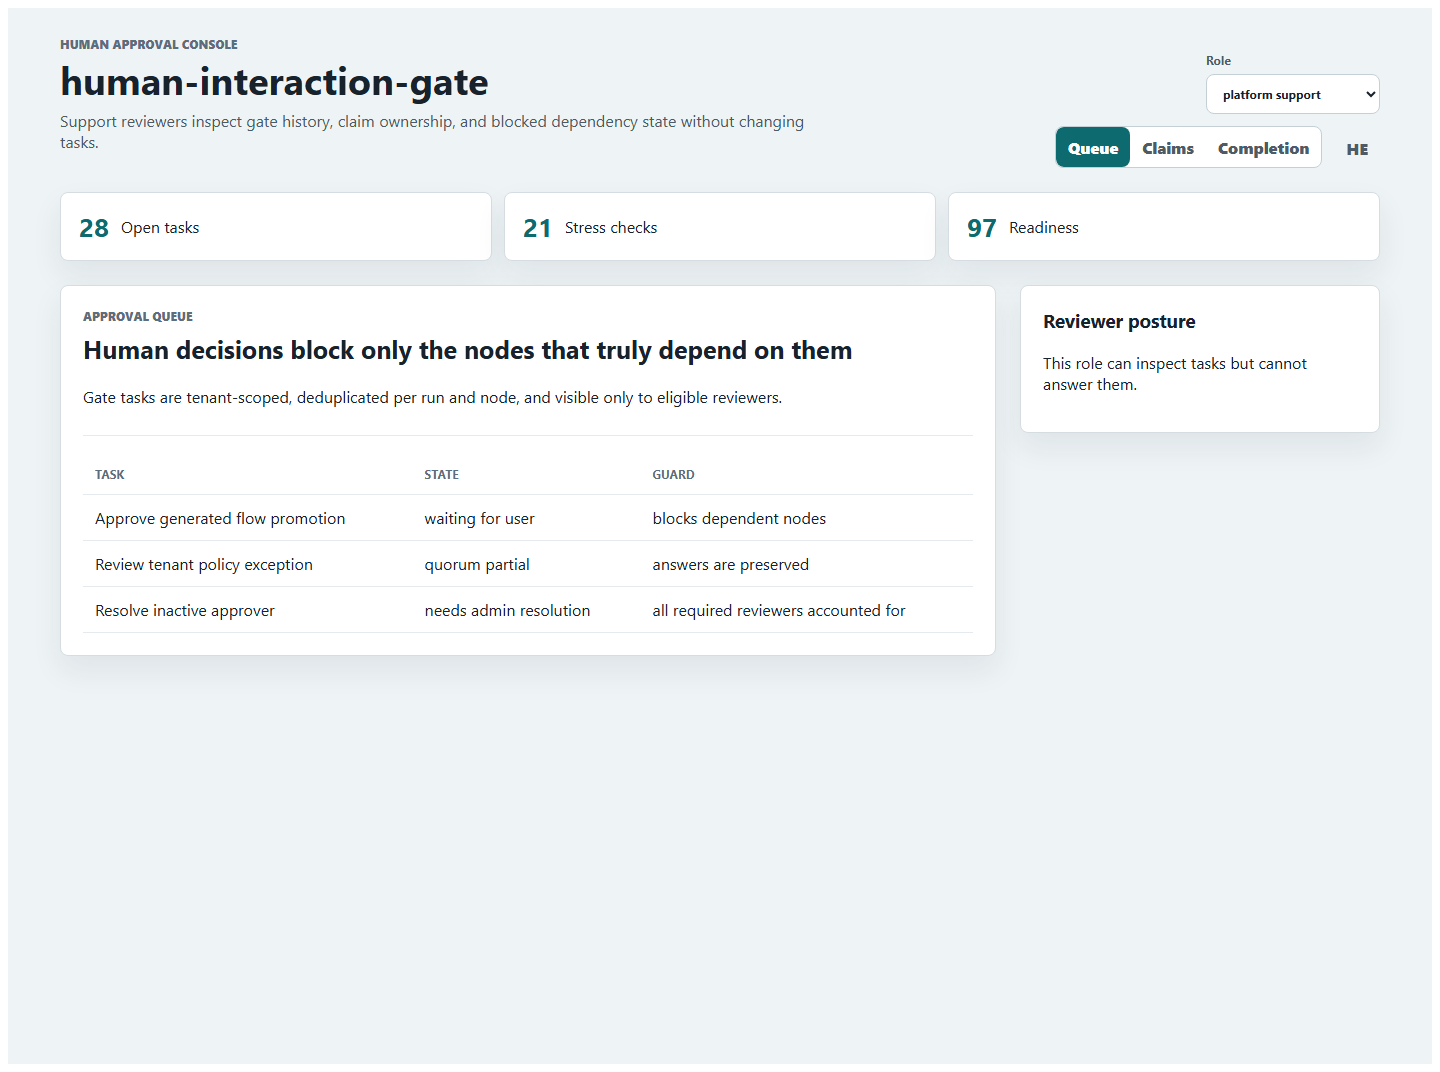 HUMAN APPROVAL CONSOLE
human-interaction-gate
Support reviewers inspect gate history, claim ownership, and blocked dependency state without changing
tasks.
Role
platform support
Queue
Claims
Completion
HE
28 Open tasks
21 Stress checks
97 Readiness
APPROVAL QUEUE
Human decisions block only the nodes that truly depend on them
Gate tasks are tenant-scoped, deduplicated per run and node, and visible only to eligible reviewers.
TASK STATE GUARD
Approve generated flow promotion waiting for user blocks dependent nodes
Review tenant policy exception quorum partial answers are preserved
Resolve inactive approver needs admin resolution all required reviewers accounted for
Reviewer posture
This role can inspect tasks but cannot
answer them.